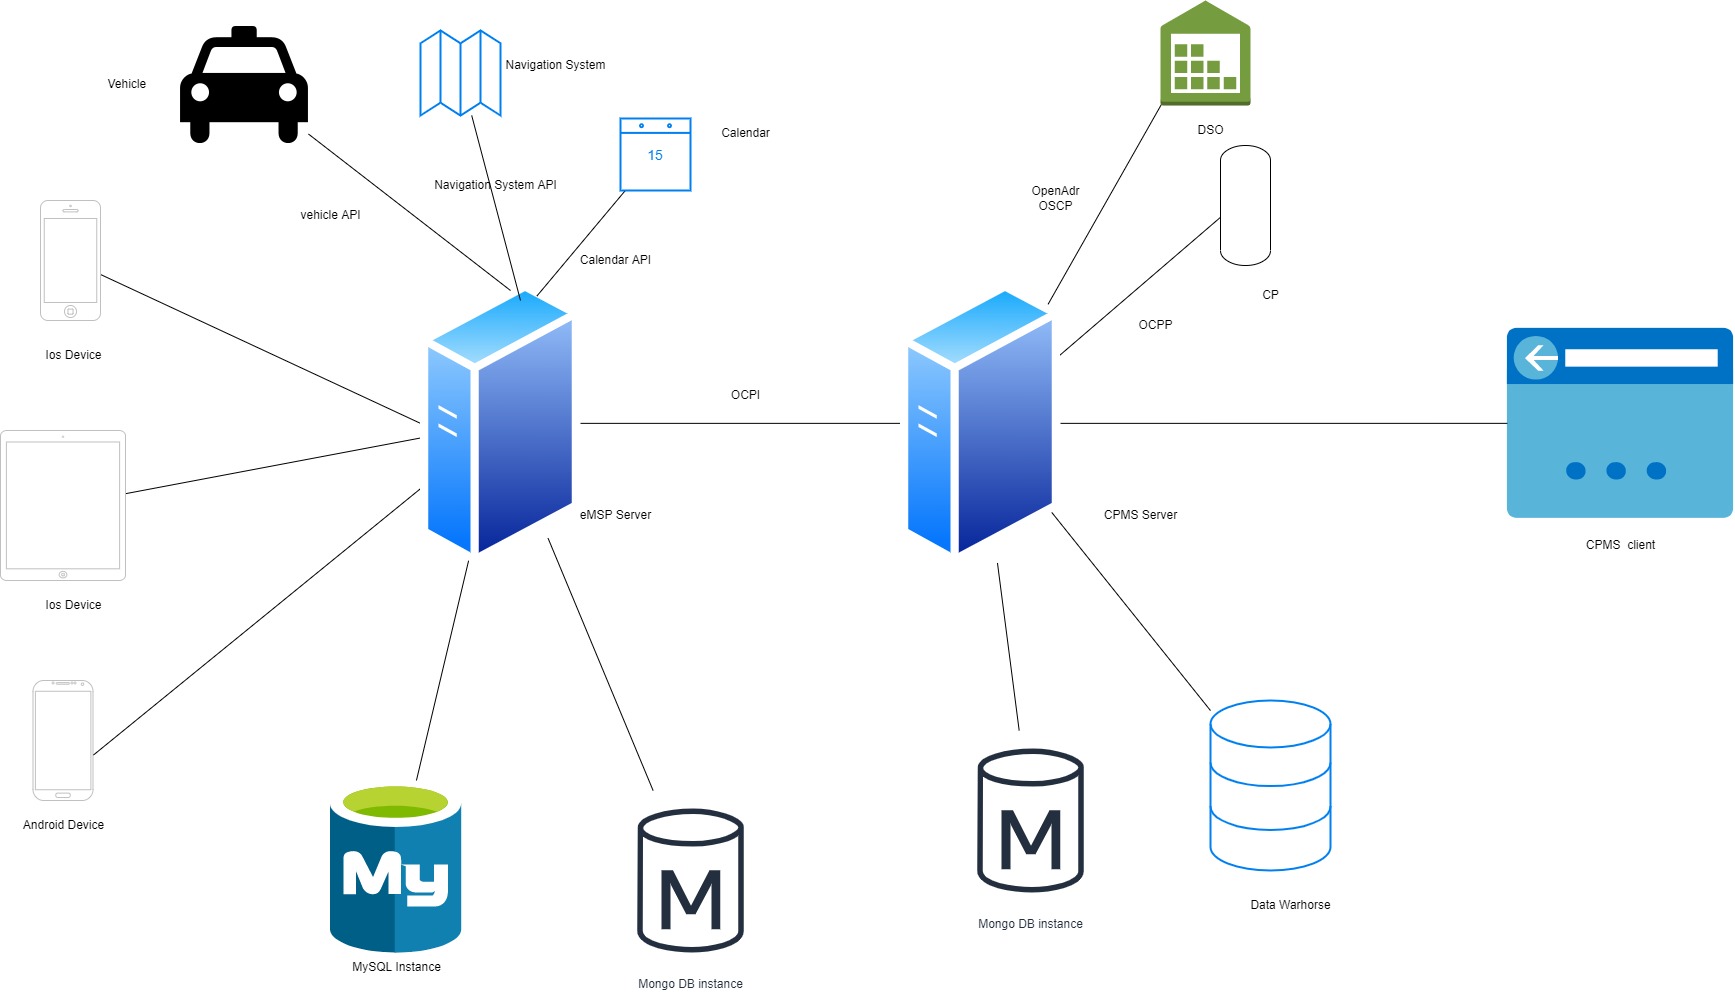 Vehicle
Navigation System
Calendar
15
DSO
Navigation System API
vehicle API
OpenAdr
OSCP
Calendar API
CP
OCPP
Ios Device
OCPI
eMSP Server
CPMS Server
CPMS  client
Ios Device
Android Device
My
M
M
MySQL Instance
Mongo DB instance
Mongo DB instance
Data Warhorse